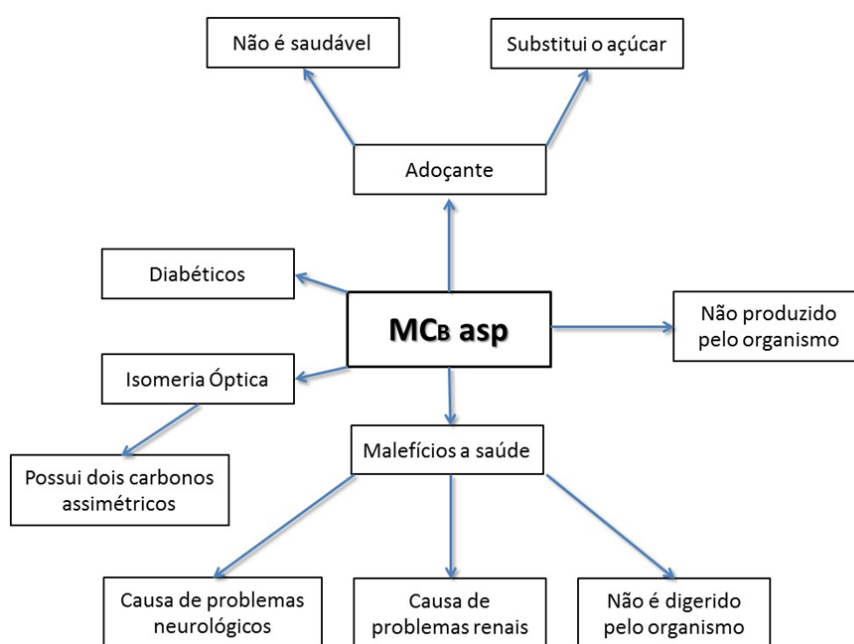 Não é saudável
Substitui o açúcar
Adoçante
Diabéticos
MCB asp
Não produzido
pelo organismo
Isomeria Óptica
Malefícios a saúde
Possui dois carbonos
assimétricos
Causa de problemas
neurológicos
Causa de
problemas renais
Não é digerido
pelo organismo